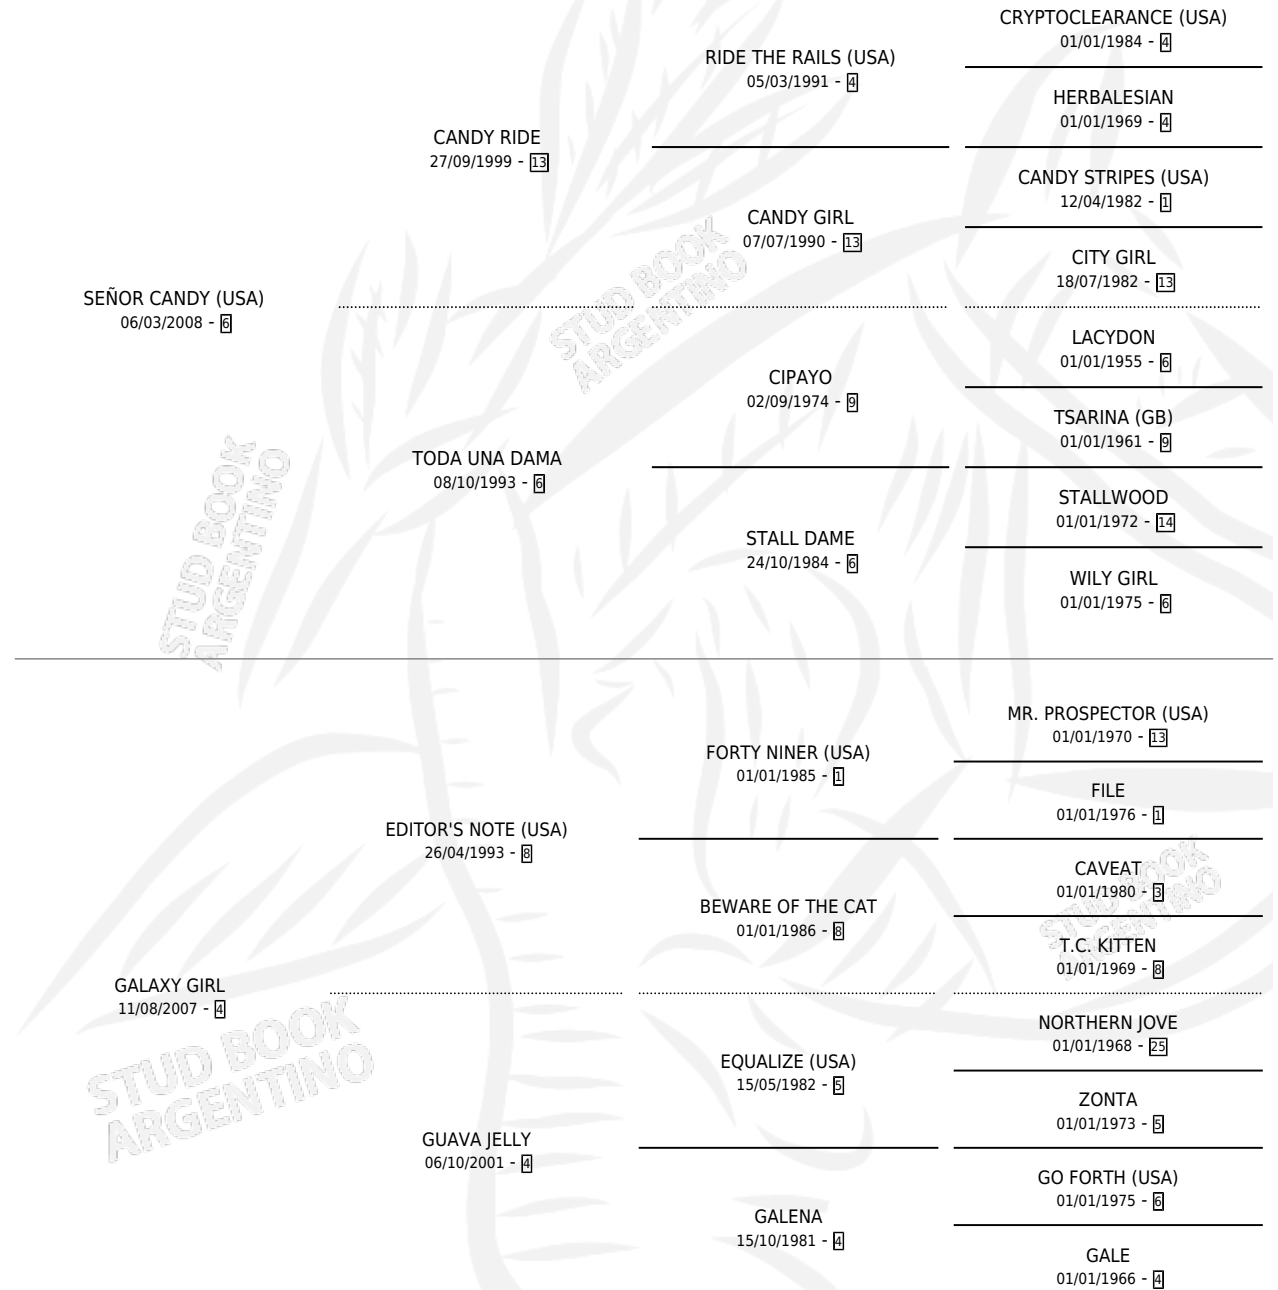 CRYPTOCLEARANCE (USA)
01/01/1984 - 4
RIDE THE RAILS (USA)
05/03/1991 - 4
HERBALESIAN
01/01/1969 - 4
CANDY RIDE
27/09/1999 - 13
CANDY STRIPES (USA)
12/04/1982 - 1
CANDY GIRL
07/07/1990 - 13
CITY GIRL
18/07/1982 - 13
SEÑOR CANDY (USA)
06/03/2008 - 6
LACYDON
01/01/1955 - 6
CIPAYO
02/09/1974 - 9
TSARINA (GB)
01/01/1961 - 9
TODA UNA DAMA
08/10/1993 - 6
STALLWOOD
01/01/1972 - 14
STALL DAME
24/10/1984 - 6
WILY GIRL
01/01/1975 - 6
MR. PROSPECTOR (USA)
01/01/1970 - 13
FORTY NINER (USA)
01/01/1985 - 1
FILE
01/01/1976 - 1
EDITOR'S NOTE (USA)
26/04/1993 - 8
CAVEAT
01/01/1980 - 3
BEWARE OF THE CAT
01/01/1986 - 8
T.C. KITTEN
01/01/1969 - 8
GALAXY GIRL
11/08/2007 - 4
NORTHERN JOVE
01/01/1968 - 25
EQUALIZE (USA)
15/05/1982 - 5
ZONTA
01/01/1973 - 5
GUAVA JELLY
06/10/2001 - 4
GO FORTH (USA)
01/01/1975 - 6
GALENA
15/10/1981 - 4
GALE
01/01/1966 - 4
STUD BOOK
ARGENTINO
STUD BOOK
ARGENTINO
STUD BOOK
ARGENTINO
STUD BOOK
ARGENTINO